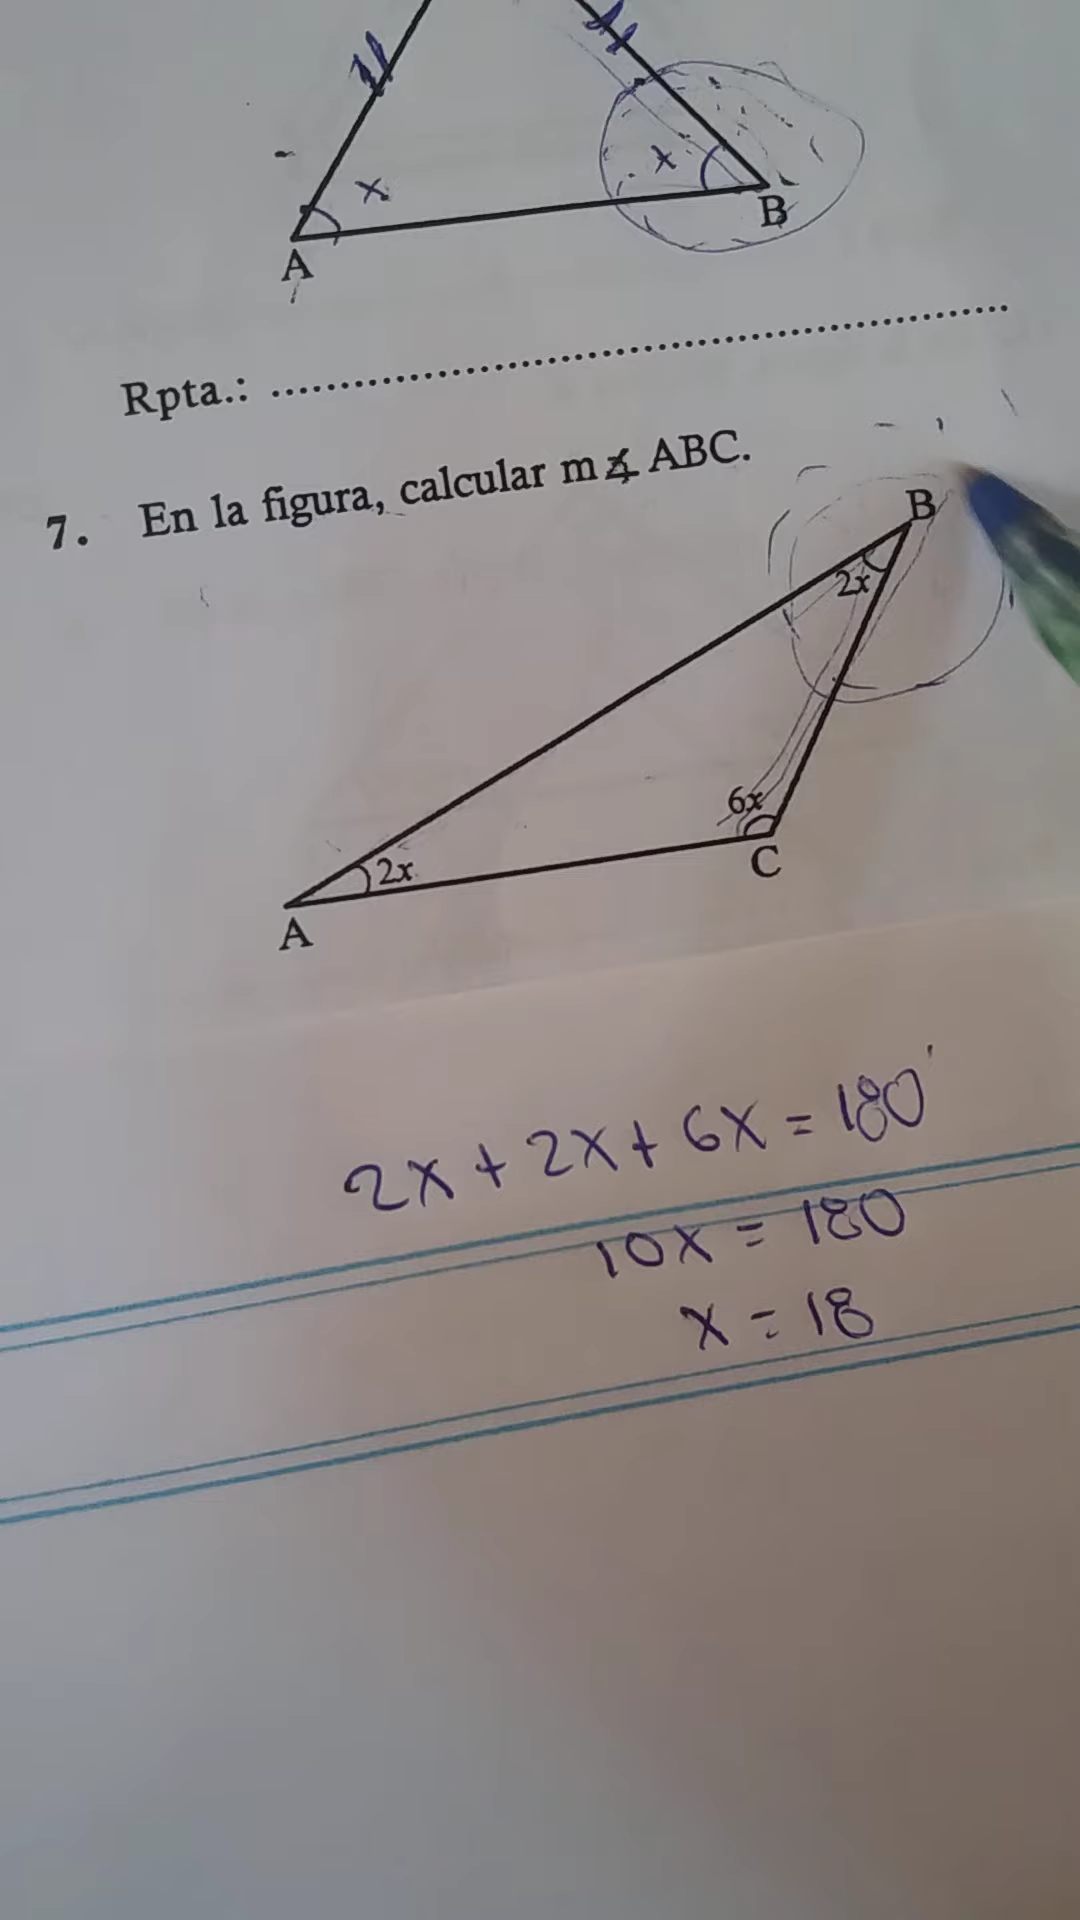 x
x
B
A
Rpta.: ........................................................
7. En la figura, calcular m∡ ABC.
B
2x
6x
C
2x
A
2x + 2x + 6x = 180
10x = 180
x = 18